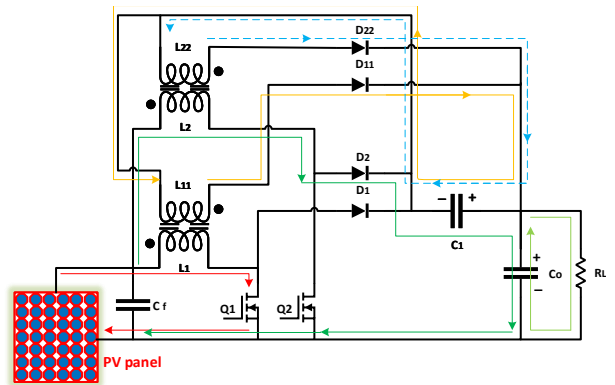 D22
L22
D11
L2
D2
L11
D1
− +
C1
L1
+
Co
RL
−
C f
Q1
Q2
PV panel